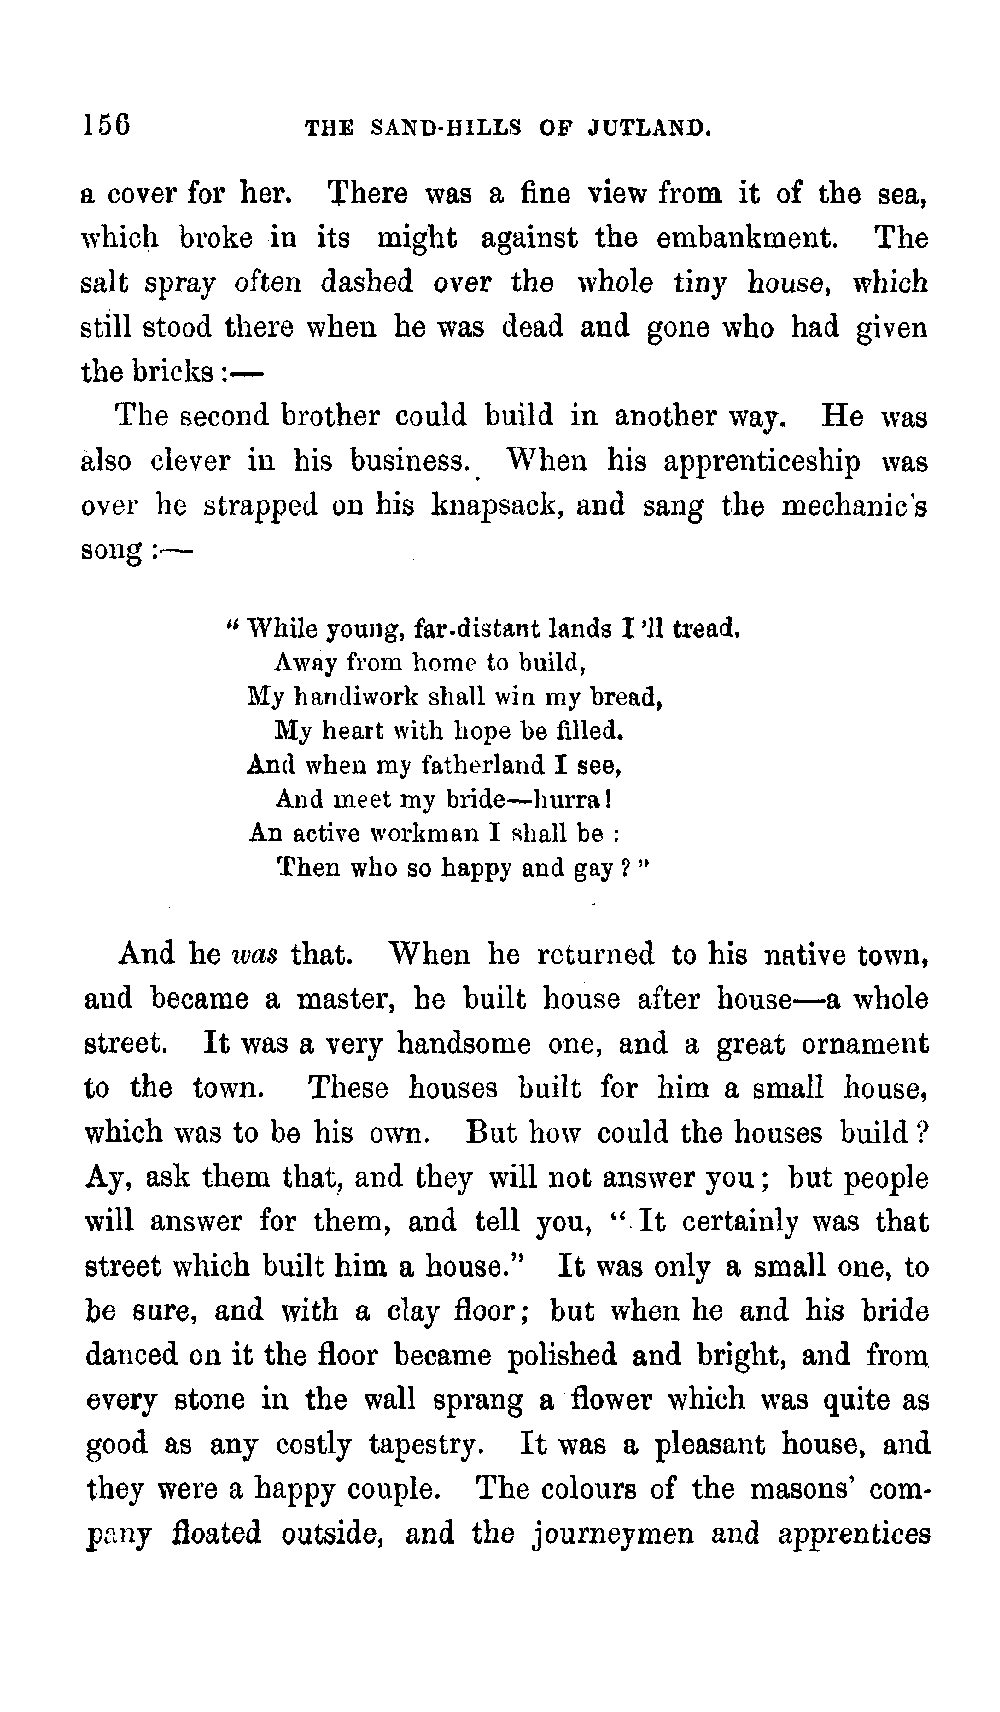 156 THE SAND-HILLS OF JUTLAND.
a cover for her. There was a fine view from it of the sea,
which broke in its might against the embankment. The
salt spray often dashed over the whole tiny house, which
still stood there when he was dead and gone who had given
the bricks:—
The second brother could build in another way. He was
also clever in his business. When his apprenticeship was
over he strapped on his knapsack, and sang the mechanic's
song:—
“While young, far-distant lands I'll tread,
Away from home to build,
My handiwork shall win my bread,
My heart with hope be filled.
And when my fatherland I see,
And meet my bride—hurra!
An active workman I shall be:
Then who so happy and gay?”
And he was that. When he returned to his native town,
and became a master, he built house after house—a whole
street. It was a very handsome one, and a great ornament
to the town. These houses built for him a small house,
which was to be his own. But how could the houses build?
Ay, ask them that, and they will not answer you; but people
will answer for them, and tell you, “It certainly was that
street which built him a house.” It was only a small one, to
be sure, and with a clay floor; but when he and his bride
danced on it the floor became polished and bright, and from
every stone in the wall sprang a flower which was quite as
good as any costly tapestry. It was a pleasant house, and
they were a happy couple. The colours of the masons' com-
pany floated outside, and the journeymen and apprentices